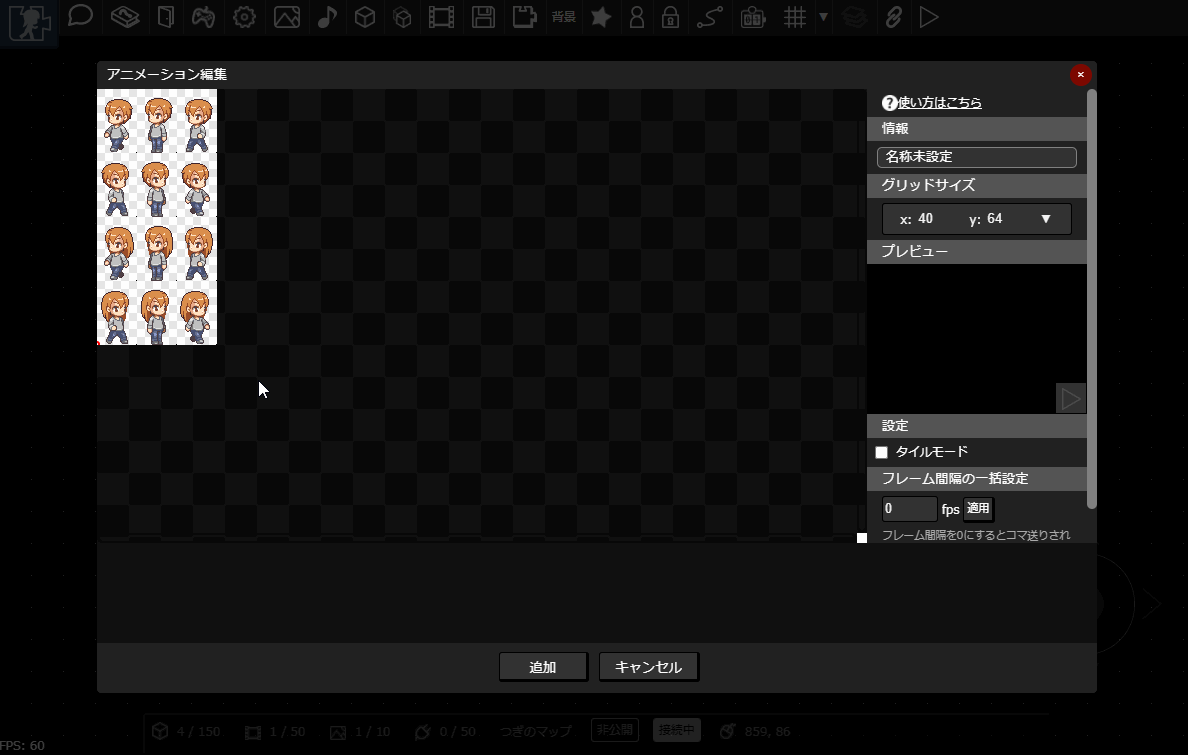 背景
アニメーション編集
×
?使い方はこちら
情報
名称未設定
グリッドサイズ
x: 40 y: 64 ▼
プレビュー
設定
タイルモード
フレーム間隔の一括設定
0 fps 適用
フレーム間隔を0にするとコマ送りされ
追加 キャンセル
4 / 150 1 / 50 1 / 10 0 / 50 つぎのマップ 非公開 接続中 859, 86
FPS: 60